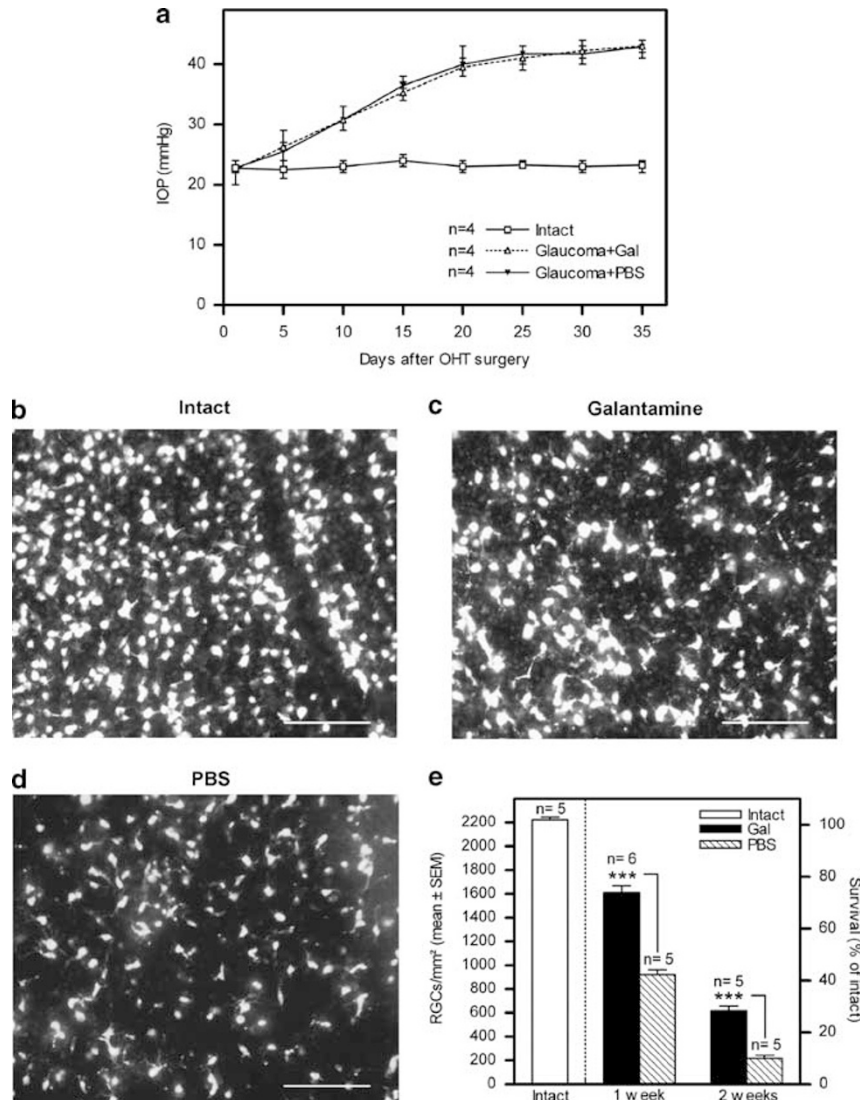 a
IOP (mmHg)
40
30
20
10
0
n=4 Intact
n=4 Glaucoma+Gal
n=4 Glaucoma+PBS
0 5 10 15 20 25 30 35
Days after OHT surgery
b Intact
c Galantamine
d PBS
e
RGCs/mm² (mean ± SEM)
2200
2000
1800
1600
1400
1200
1000
800
600
400
200
0
n= 5
Intact
Gal
PBS
n= 6
***
n= 5
n= 5
***
n= 5
100
80
60
40
20
0
Survival (% of intact)
Intact 1 week 2 weeks